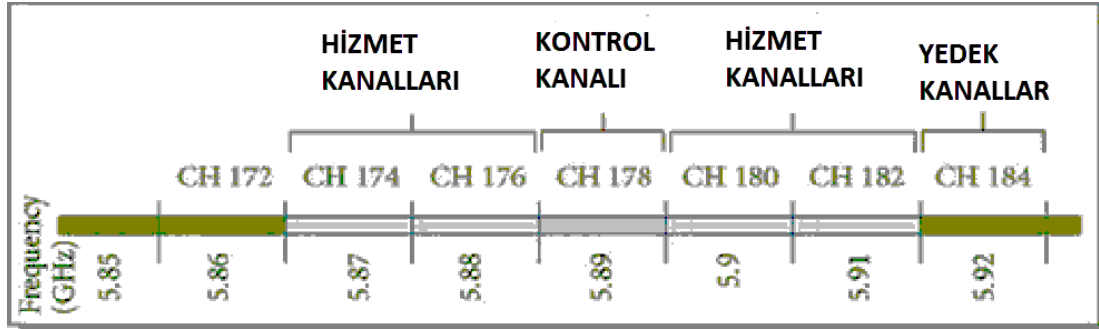 HİZMET
KANALLARI
KONTROL
KANALI
HİZMET
KANALLARI
YEDEK
KANALLAR
CH 172 CH 174 CH 176 CH 178 CH 180 CH 182 CH 184
Frequency
(GHz)
5.85 5.86 5.87 5.88 5.89 5.9 5.91 5.92